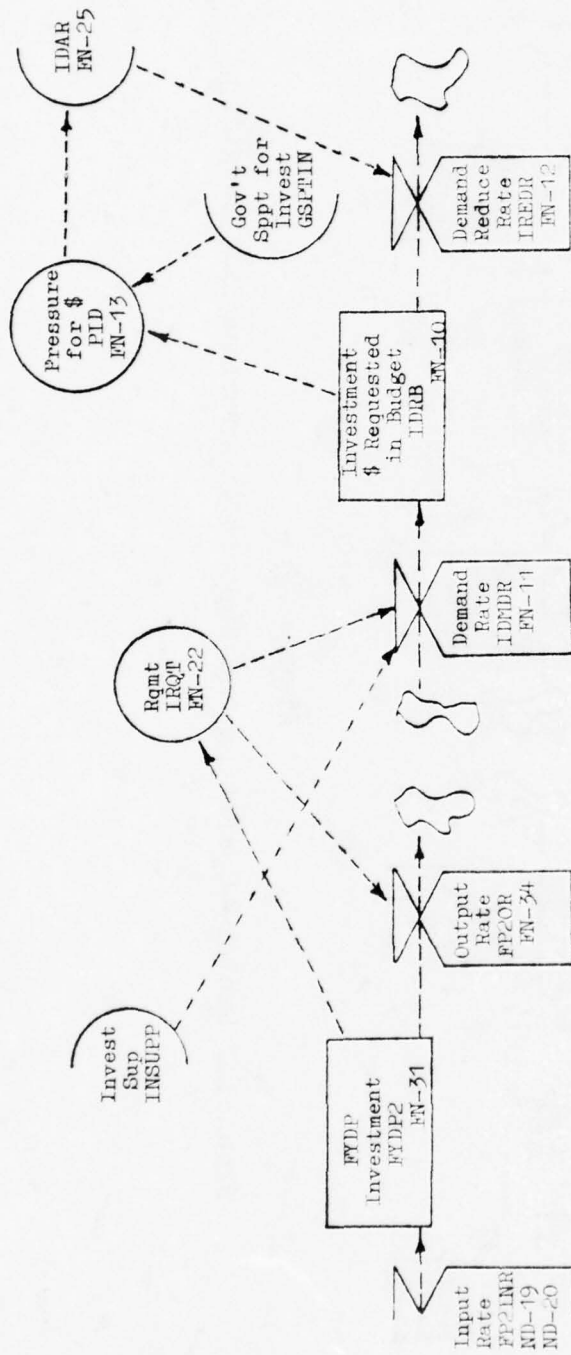 IDAR
FN-25
Pressure
for $
PID
FN-13
Gov't
Sppt for
Invest
GSPTIN
Rqmt
IRQT
FN-22
Invest
Sup
INSUPP
Investment
$ Requested
in Budget
IDRB
FN-10
Demand
Reduce
Rate
IREDR
FN-12
Demand
Rate
IDMDR
FN-11
Output
Rate
FP2OR
FN-34
FYDP
Investment
FYDP2
FN-31
Input
Rate
FP2INR
ND-19
ND-20